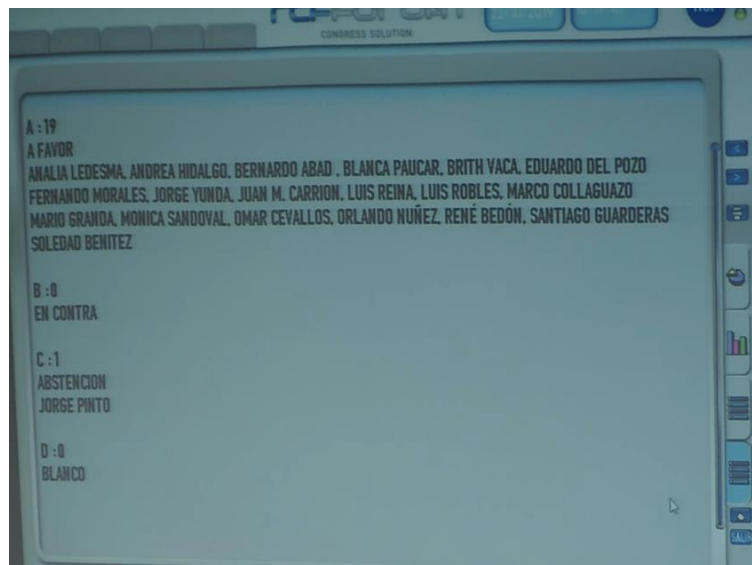 CONGRESS SOLUTION
A : 19
A FAVOR
ANALIA LEDESMA, ANDREA HIDALGO, BERNARDO ABAD , BLANCA PAUCAR, BRITH VACA, EDUARDO DEL POZO
FERNANDO MORALES, JORGE YUNDA, JUAN M. CARRION, LUIS REINA, LUIS ROBLES, MARCO COLLAGUAZO
MARIO GRANDA, MONICA SANDOVAL, OMAR CEVALLOS, ORLANDO NUÑEZ, RENÉ BEDÓN, SANTIAGO GUARDERAS
SOLEDAD BENITEZ
B : 0
EN CONTRA
C : 1
ABSTENCION
JORGE PINTO
D : 0
BLANCO
SALIR